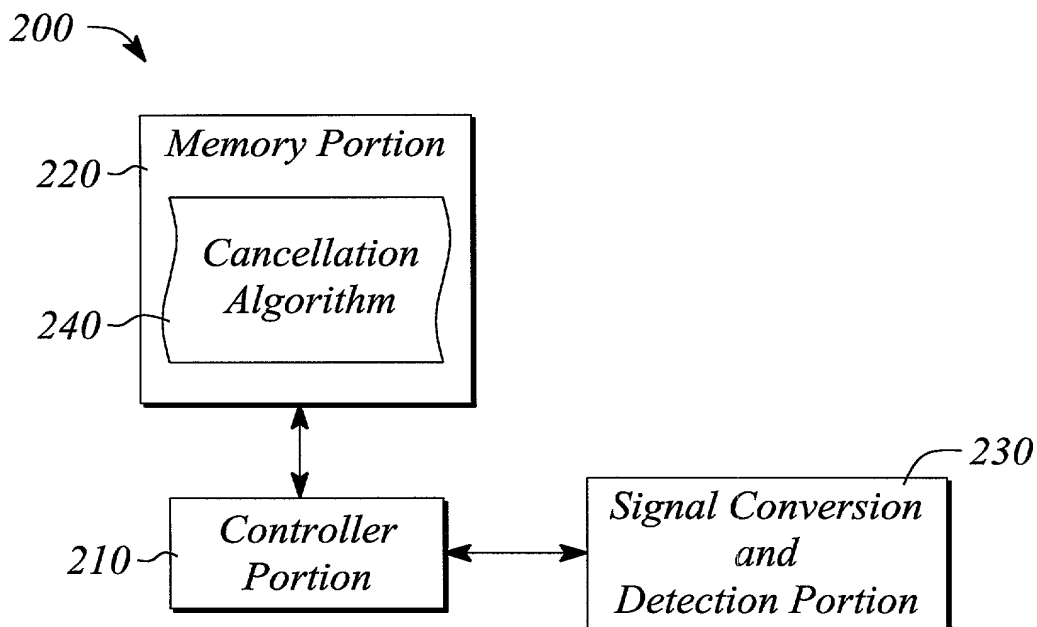 200
Memory Portion
220
Cancellation
Algorithm
240
230
Signal Conversion
and
Detection Portion
Controller
Portion
210